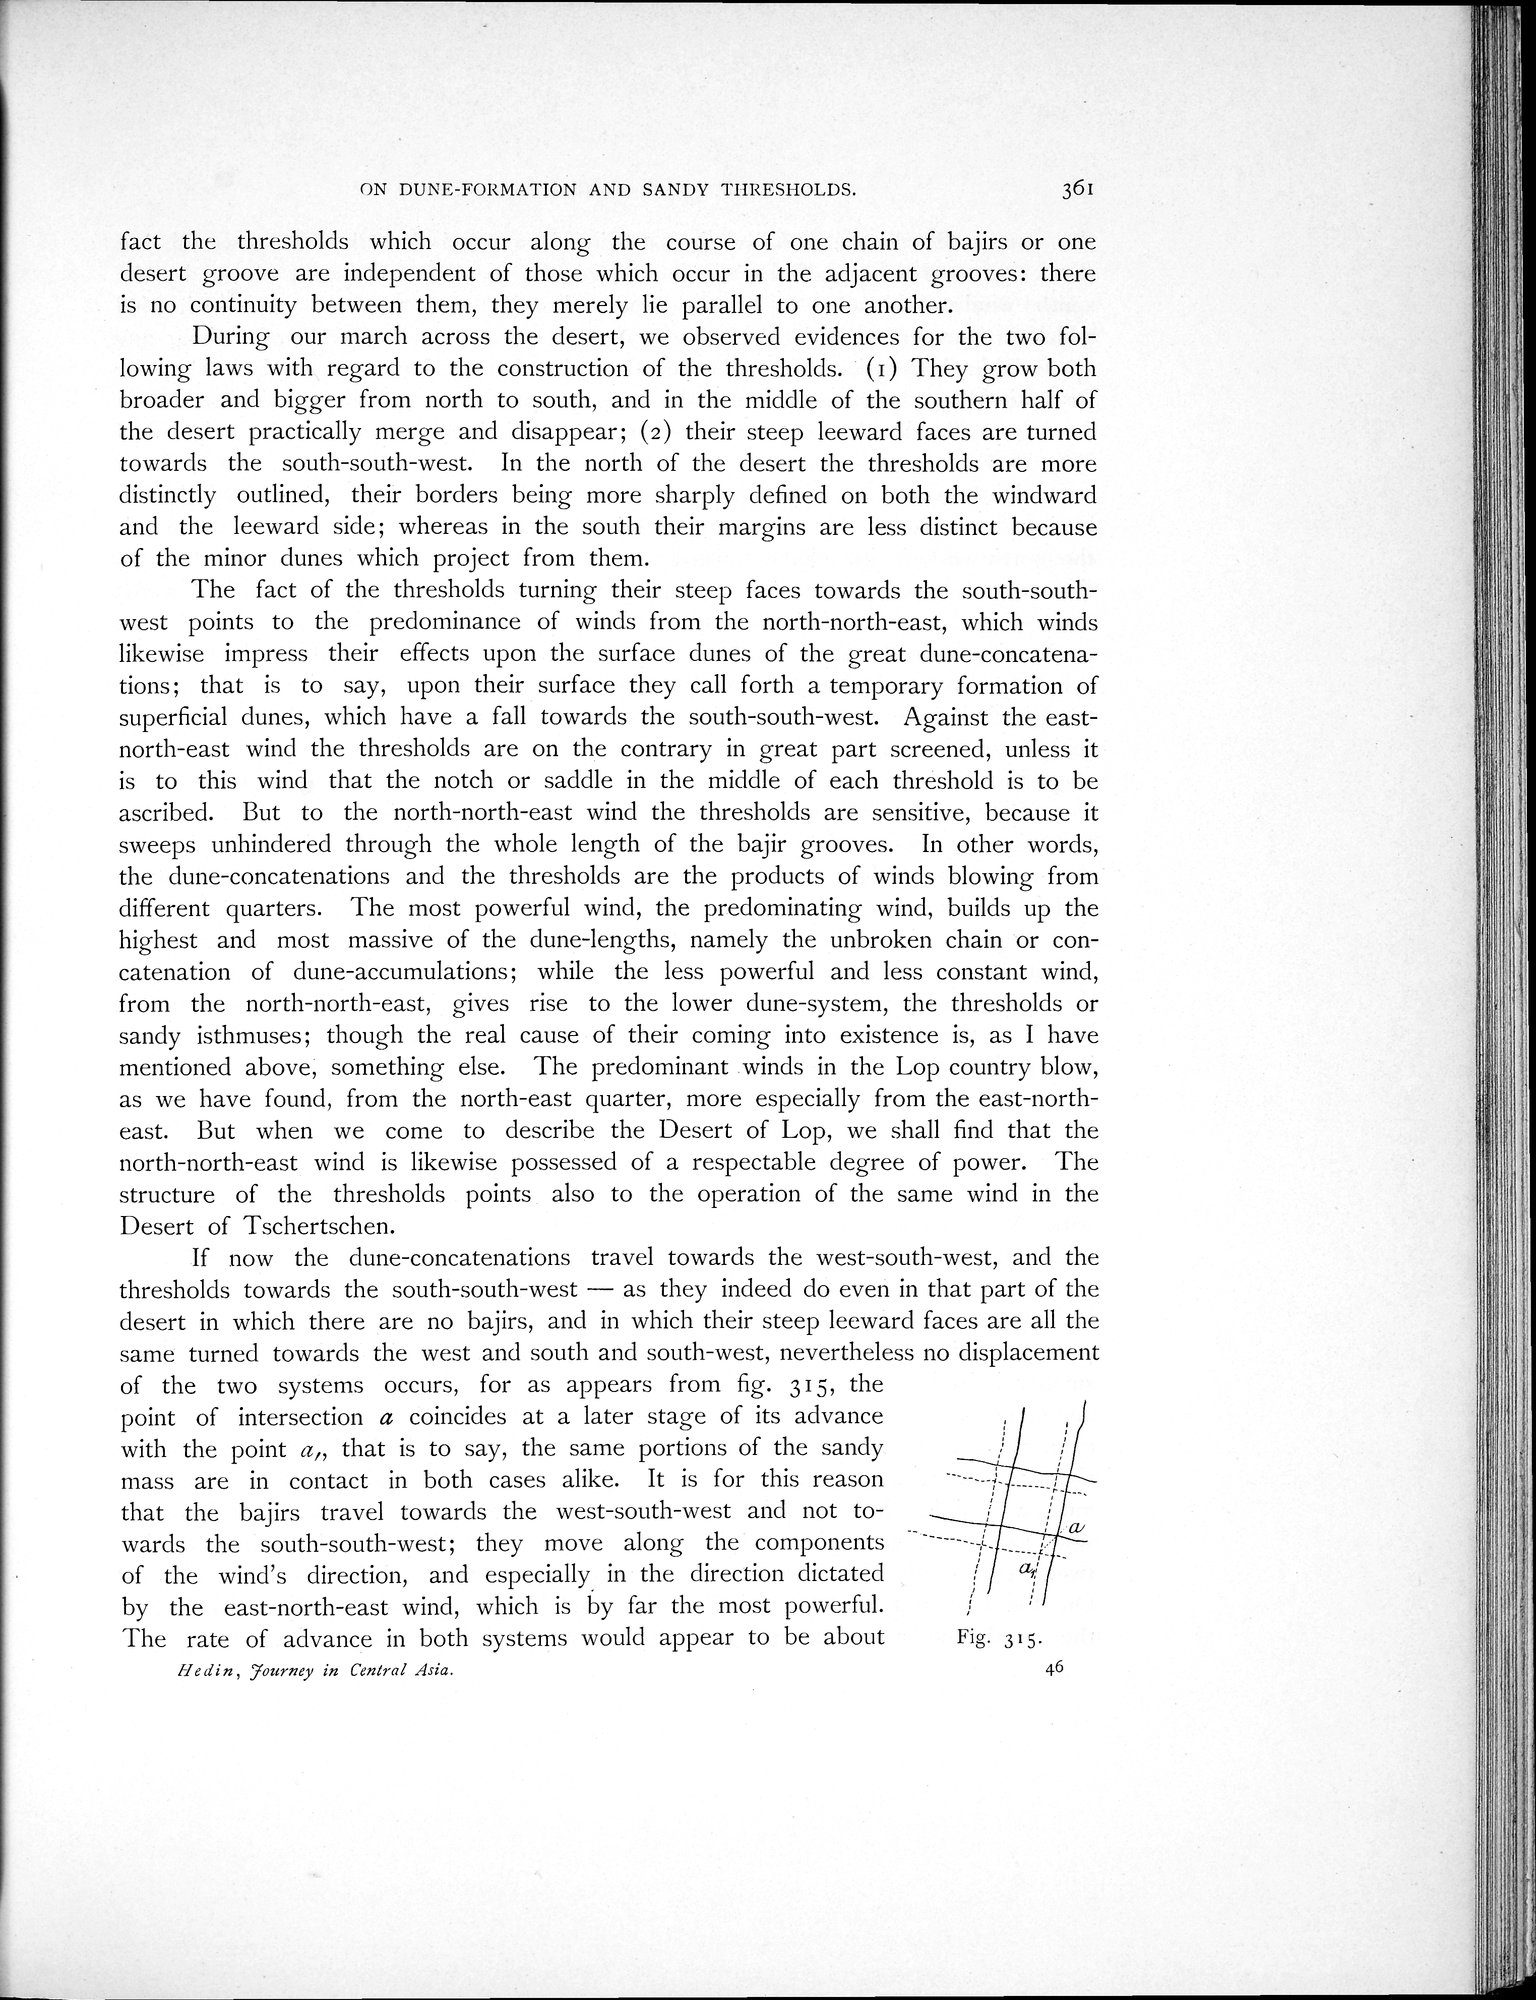 ON DUNE-FORMATION AND SANDY THRESHOLDS. 361
fact the thresholds which occur along the course of one chain of bajirs or one
desert groove are independent of those which occur in the adjacent grooves: there
is no continuity between them, they merely lie parallel to one another.
During our march across the desert, we observed evidences for the two fol-
lowing laws with regard to the construction of the thresholds. (1) They grow both
broader and bigger from north to south, and in the middle of the southern half of
the desert practically merge and disappear; (2) their steep leeward faces are turned
towards the south-south-west. In the north of the desert the thresholds are more
distinctly outlined, their borders being more sharply defined on both the windward
and the leeward side; whereas in the south their margins are less distinct because
of the minor dunes which project from them.
The fact of the thresholds turning their steep faces towards the south-south-
west points to the predominance of winds from the north-north-east, which winds
likewise impress their effects upon the surface dunes of the great dune-concatena-
tions; that is to say, upon their surface they call forth a temporary formation of
superficial dunes, which have a fall towards the south-south-west. Against the east-
north-east wind the thresholds are on the contrary in great part screened, unless it
is to this wind that the notch or saddle in the middle of each threshold is to be
ascribed. But to the north-north-east wind the thresholds are sensitive, because it
sweeps unhindered through the whole length of the bajir grooves. In other words,
the dune-concatenations and the thresholds are the products of winds blowing from
different quarters. The most powerful wind, the predominating wind, builds up the
highest and most massive of the dune-lengths, namely the unbroken chain or con-
catenation of dune-accumulations; while the less powerful and less constant wind,
from the north-north-east, gives rise to the lower dune-system, the thresholds or
sandy isthmuses; though the real cause of their coming into existence is, as I have
mentioned above, something else. The predominant winds in the Lop country blow,
as we have found, from the north-east quarter, more especially from the east-north-
east. But when we come to describe the Desert of Lop, we shall find that the
north-north-east wind is likewise possessed of a respectable degree of power. The
structure of the thresholds points also to the operation of the same wind in the
Desert of Tschertschen.
If now the dune-concatenations travel towards the west-south-west, and the
thresholds towards the south-south-west — as they indeed do even in that part of the
desert in which there are no bajirs, and in which their steep leeward faces are all the
same turned towards the west and south and south-west, nevertheless no displacement
of the two systems occurs, for as appears from fig. 315, the
point of intersection a coincides at a later stage of its advance
with the point a,, that is to say, the same portions of the sandy
mass are in contact in both cases alike. It is for this reason
that the bajirs travel towards the west-south-west and not to-
wards the south-south-west; they move along the components
of the wind's direction, and especially in the direction dictated
by the east-north-east wind, which is by far the most powerful.
The rate of advance in both systems would appear to be about
a
a,
Fig. 315.
Hedin, Journey in Central Asia. 46